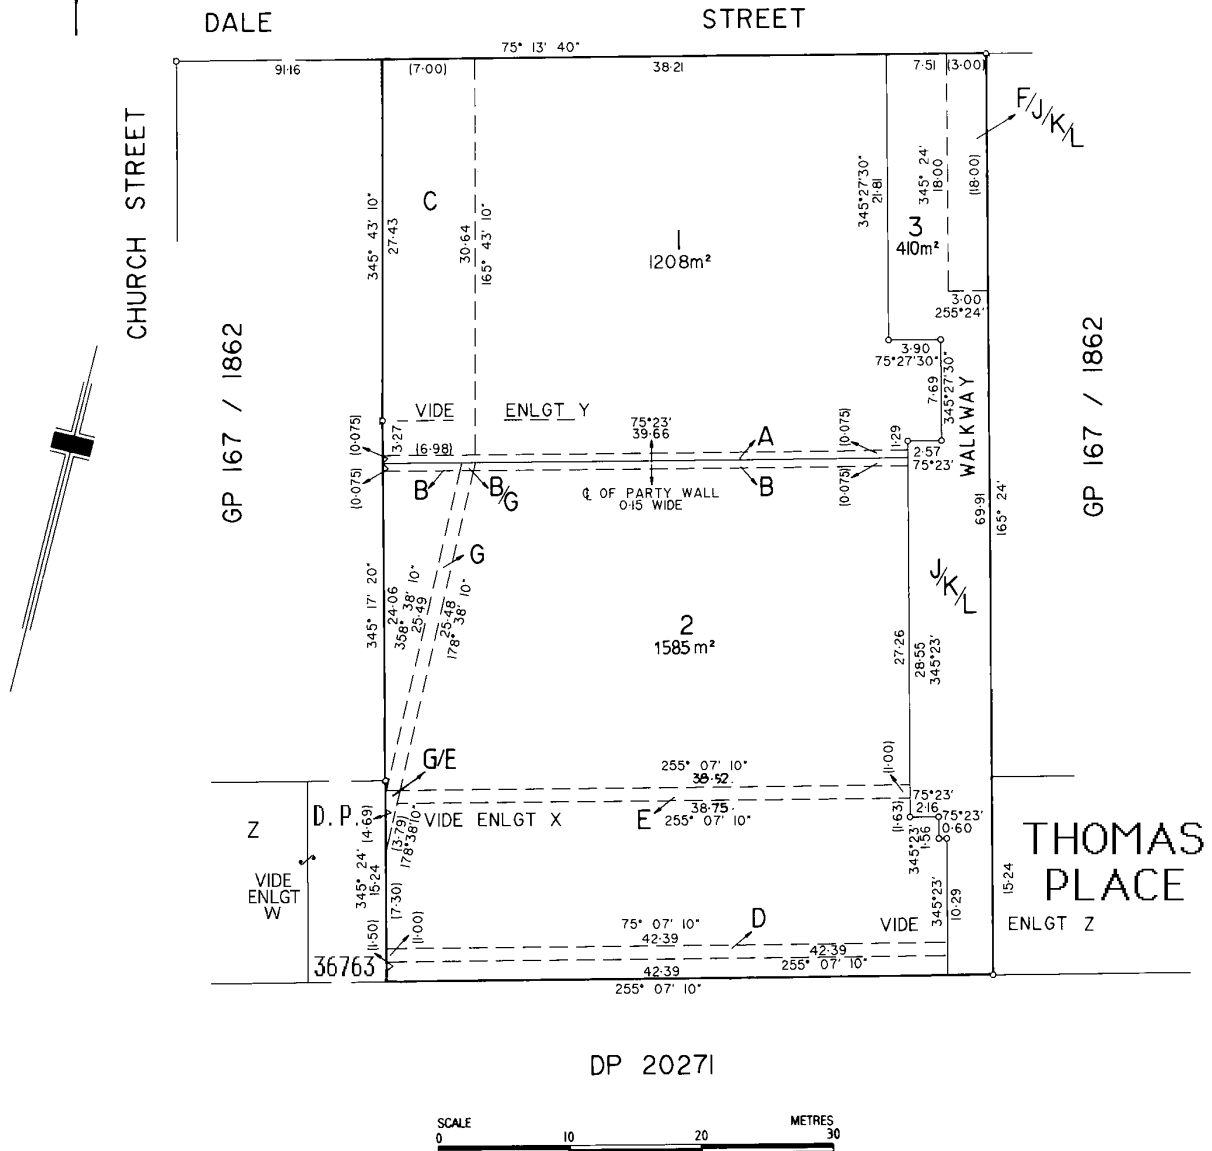 DALE STREET
75° 13' 40"
91·16
(7·00)
38·21
7·51
(3·00)
F/J/K/L
CHURCH STREET
345° 43' 10"
27·43
C
30·64
165° 43' 10"
1
1208m²
345°27'30"
21·81
345° 24'
18·00
(18·00)
3
410m²
3·00
255°24'
GP 167 / 1862
GP 167 / 1862
3·90
75°27'30"
7·69
345°27'30"
WALKWAY
VIDE ENLGT Y
75°23'
39·66
(0·075)
3·27
(6·98)
A
(0·075)
1·29
2·57
75°23'
(0·075)
B
B/G
B
(0·075)
℄ OF PARTY WALL
0·15 WIDE
69·91
165° 24'
G
345° 17' 20"
24·06
358° 38' 10"
25·49
25·48
178° 38' 10"
2
1585m²
27·26
28·55
345°23'
J/K/L
G/E
255° 07' 10"
38·52
(1·00)
75°23'
2·16
38·75
255° 07' 10"
E
VIDE ENLGT X
Z
D.P.
(4·69)
(3·79)
178°38'10"
(1·63)
345°23'
1·56
75°23'
0·60
THOMAS
PLACE
VIDE
ENLGT
W
345° 24'
15·24
(7·30)
(1·50)
(1·00)
345°23'
10·29
15·24
75° 07' 10"
42·39
D
VIDE ENLGT Z
42·39
255° 07' 10"
36763
42·39
255° 07' 10"
DP 20271
SCALE METRES
0 10 20 30